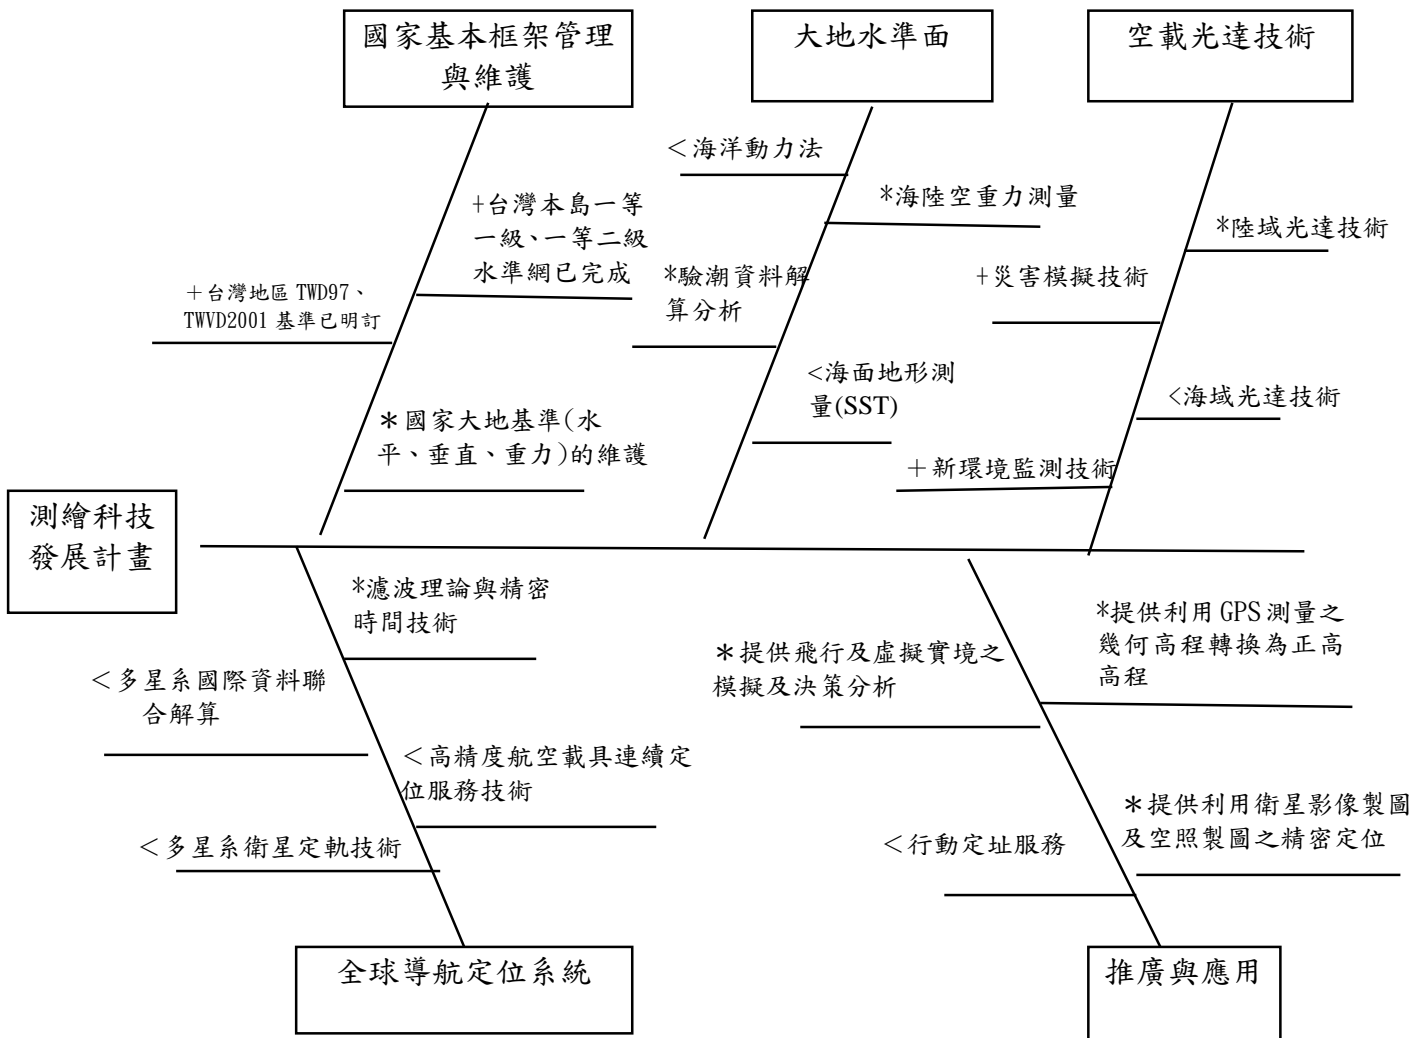 國家基本框架管理
與維護
大地水準面
空載光達技術
＜海洋動力法
*海陸空重力測量
+台灣本島一等
一級、一等二級
水準網已完成
*陸域光達技術
+災害模擬技術
*驗潮資料解
算分析
＋台灣地區 TWD97、
TWVD2001 基準已明訂
<海面地形測
量(SST)
<海域光達技術
＊國家大地基準(水
平、垂直、重力)的維護
＋新環境監測技術
測繪科技
發展計畫
*濾波理論與精密
時間技術
*提供利用 GPS 測量之
幾何高程轉換為正高
高程
＊提供飛行及虛擬實境之
模擬及決策分析
＜多星系國際資料聯
合解算
＜高精度航空載具連續定
位服務技術
＊提供利用衛星影像製圖
及空照製圖之精密定位
＜多星系衛星定軌技術
＜行動定址服務
全球導航定位系統
推廣與應用